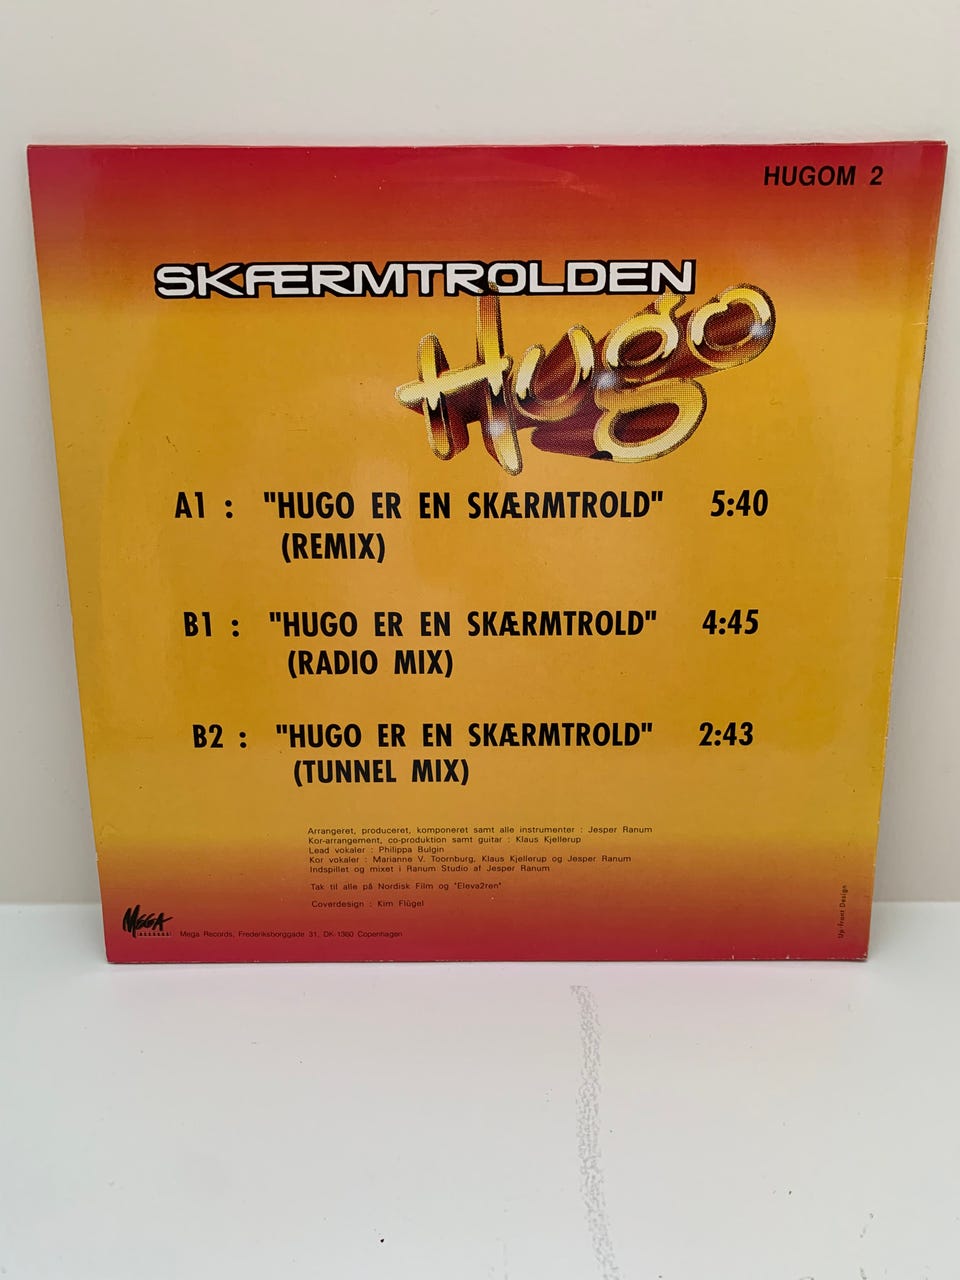 HUGOM 2
SKÆRMTROLDEN
Hugo
A1 : "HUGO ER EN SKÆRMTROLD" 5:40
(REMIX)
B1 : "HUGO ER EN SKÆRMTROLD" 4:45
(RADIO MIX)
B2 : "HUGO ER EN SKÆRMTROLD" 2:43
(TUNNEL MIX)
Arrangeret, produceret, komponeret samt alle instrumenter : Jesper Ranum
Kor-arrangement, co-produktion samt guitar : Klaus Kjellerup
Lead vokaler : Philippa Bulgin
Kor vokaler : Marianne V. Toornburg, Klaus Kjellerup og Jesper Ranum
Indspillet og mixet i Ranum Studio af Jesper Ranum
Tak til alle på Nordisk Film og "Eleva2ren"
Coverdesign : Kim Flügel
MEGA
RECORDS
Mega Records, Frederiksborggade 31, DK-1360 Copenhagen
Up-Front Design